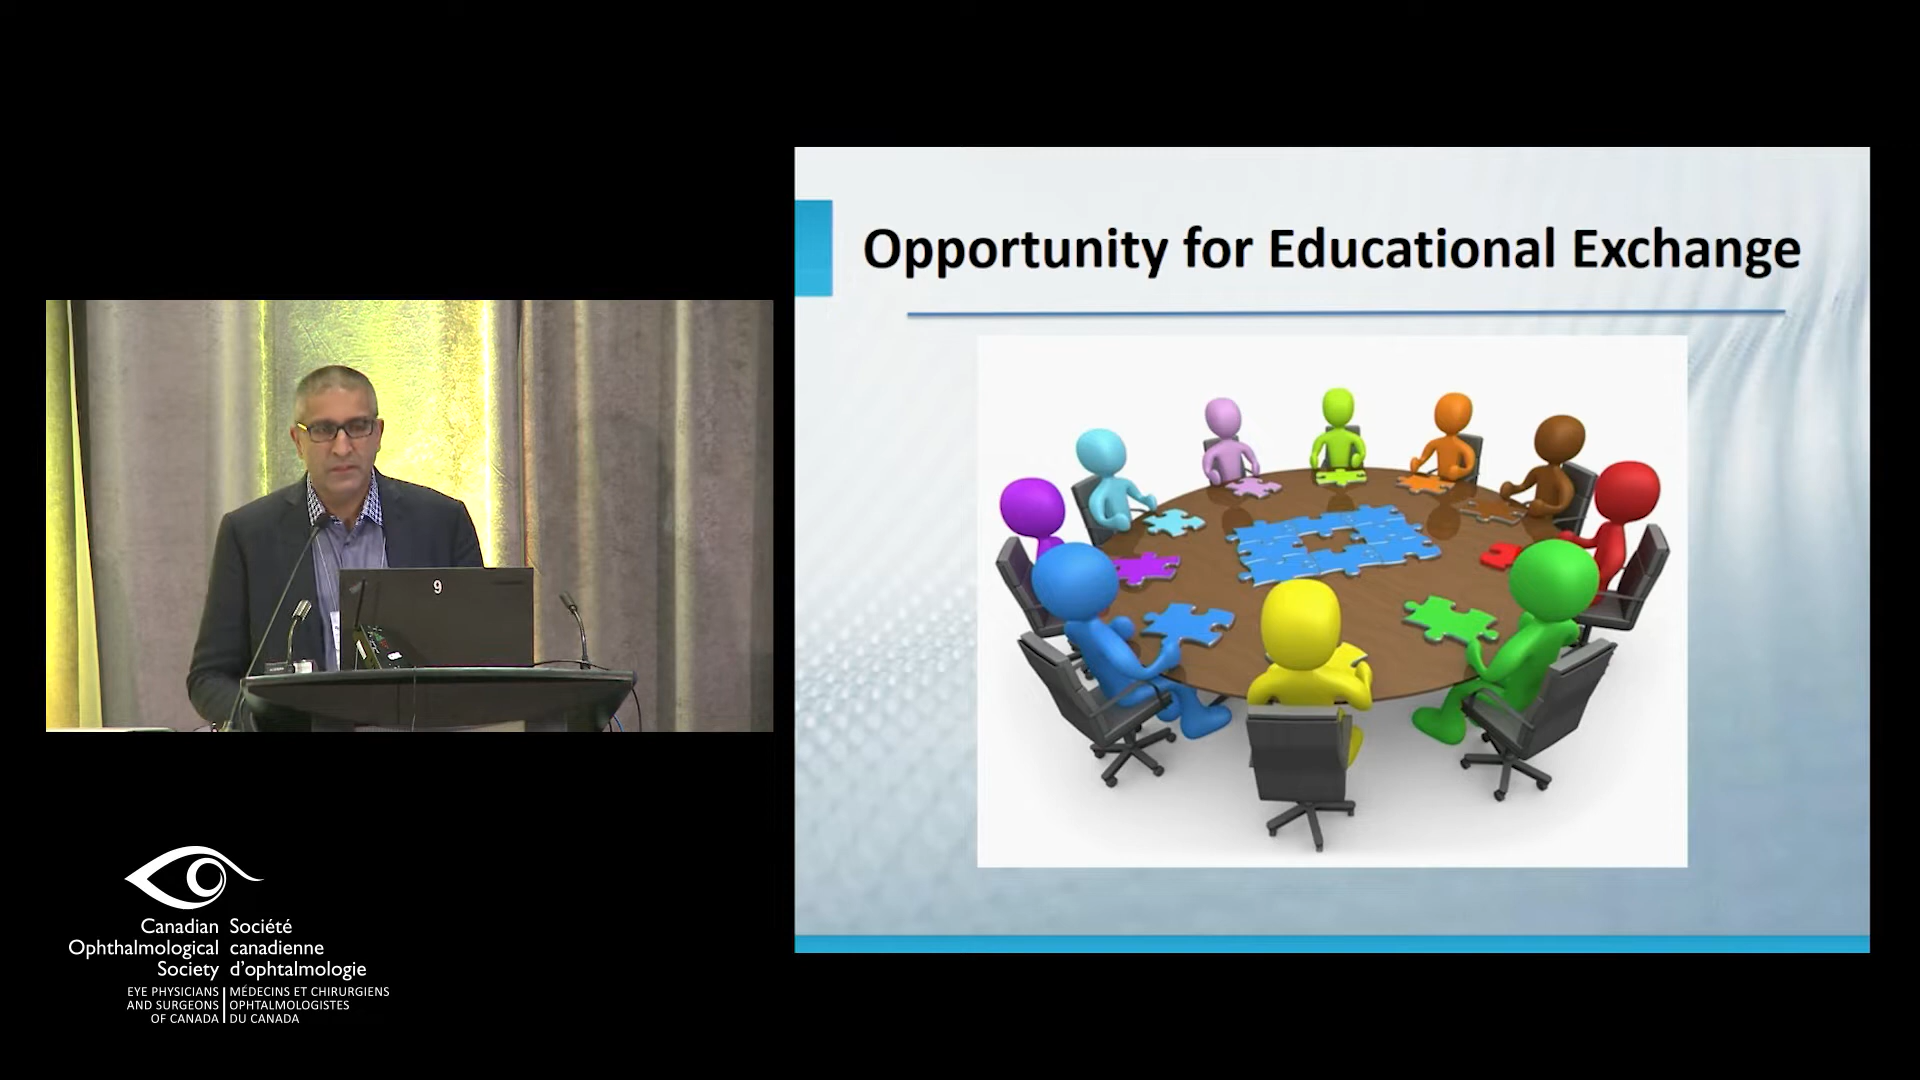 Opportunity for Educational Exchange
9
Canadian Société
Ophthalmological canadienne
Society d'ophtalmologie
EYE PHYSICIANS MÉDECINS ET CHIRURGIENS
AND SURGEONS OPHTALMOLOGISTES
OF CANADA DU CANADA